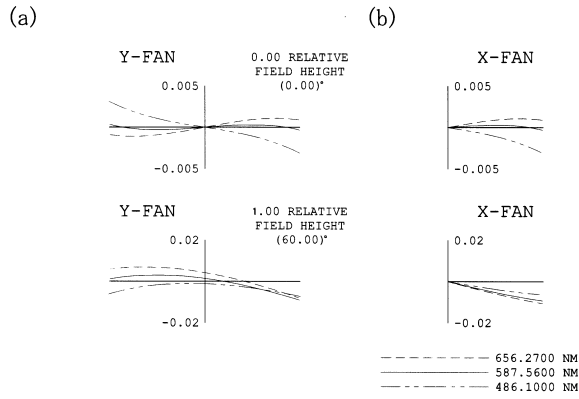 (a)
(b)
Y-FAN
0.00 RELATIVE
FIELD HEIGHT
(0.00)°
X-FAN
0.005
0.005
-0.005
-0.005
Y-FAN
1.00 RELATIVE
FIELD HEIGHT
(60.00)°
X-FAN
0.02
0.02
-0.02
-0.02
656.2700 NM
587.5600 NM
486.1000 NM